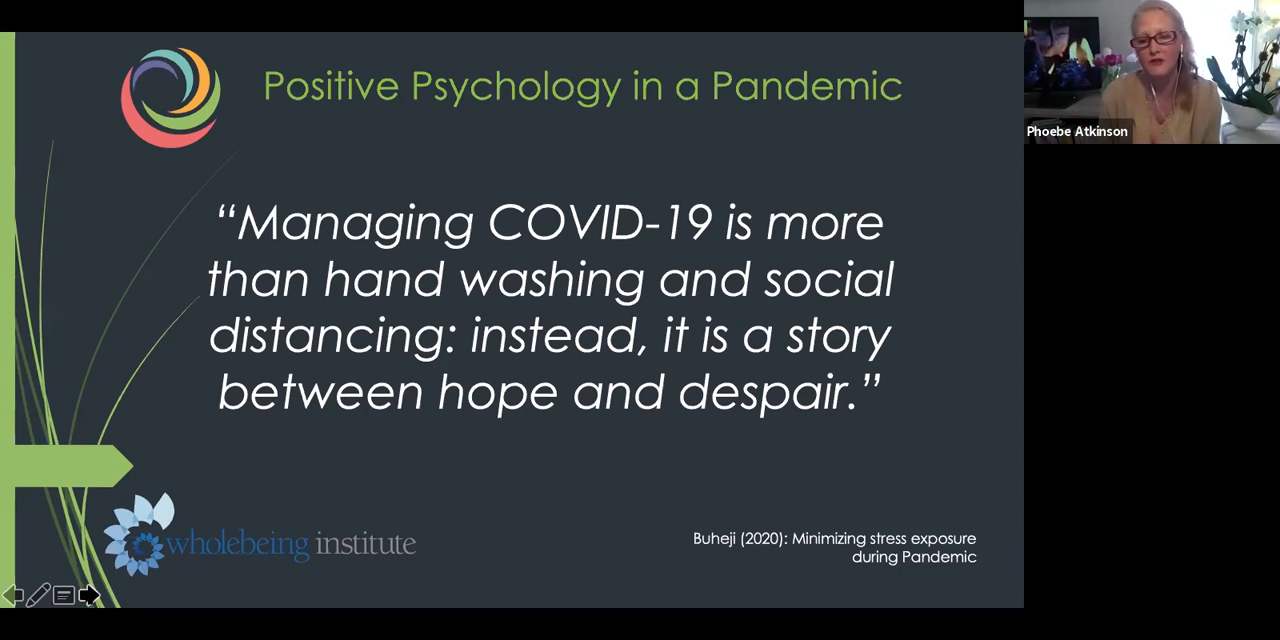 Positive Psychology in a Pandemic
Phoebe Atkinson
“Managing COVID-19 is more
than hand washing and social
distancing: instead, it is a story
between hope and despair.”
wholebeing institute
Buheji (2020): Minimizing stress exposure
during Pandemic